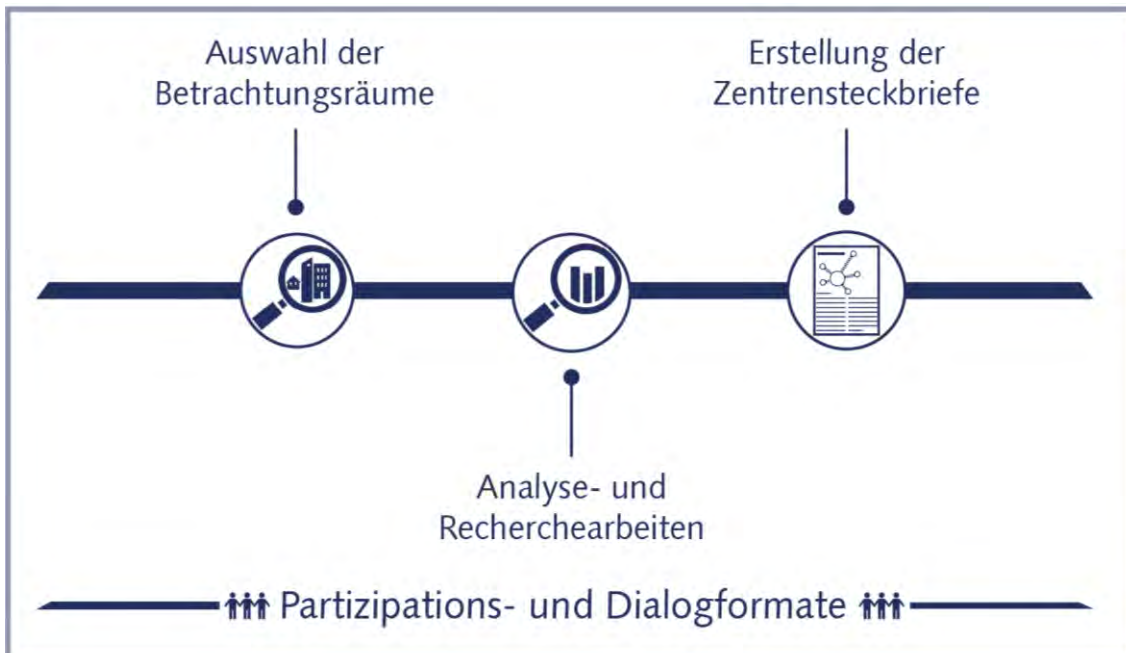 Auswahl der
Betrachtungsräume
Erstellung der
Zentrensteckbriefe
Analyse- und
Recherchearbeiten
Partizipations- und Dialogformate